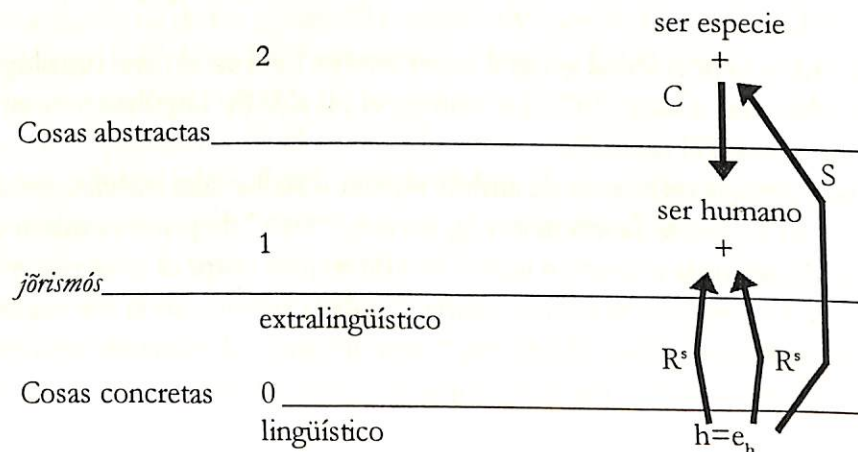 ser especie
2 +
C
Cosas abstractas
S
ser humano
1 +
jõrismós
extralingüístico
Rˢ Rˢ
Cosas concretas 0
lingüístico h=eₕ